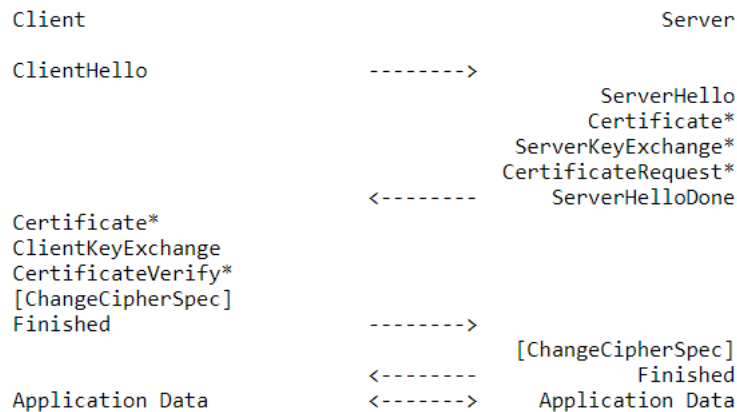 Client Server
ClientHello -------->
ServerHello
Certificate*
ServerKeyExchange*
CertificateRequest*
<-------- ServerHelloDone
Certificate*
ClientKeyExchange
CertificateVerify*
[ChangeCipherSpec]
Finished -------->
[ChangeCipherSpec]
<-------- Finished
Application Data <-------> Application Data